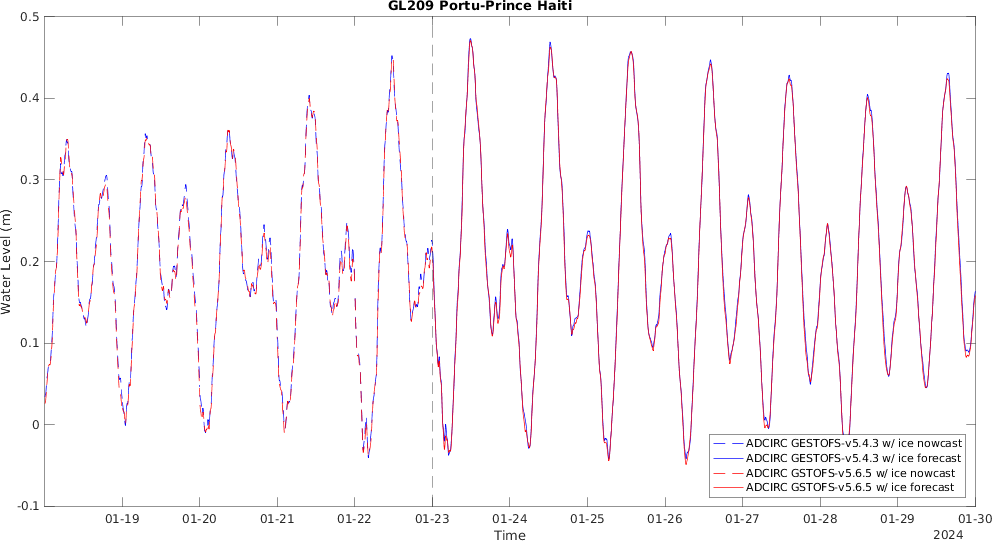 GL209 Portu-Prince Haiti
0.5
0.4
0.3
0.2
0.1
0
-0.1
Water Level (m)
ADCIRC GESTOFS-v5.4.3 w/ ice nowcast
ADCIRC GESTOFS-v5.4.3 w/ ice forecast
ADCIRC GSTOFS-v5.6.5 w/ ice nowcast
ADCIRC GSTOFS-v5.6.5 w/ ice forecast
01-19 01-20 01-21 01-22 01-23 01-24 01-25 01-26 01-27 01-28 01-29 01-30
Time
2024